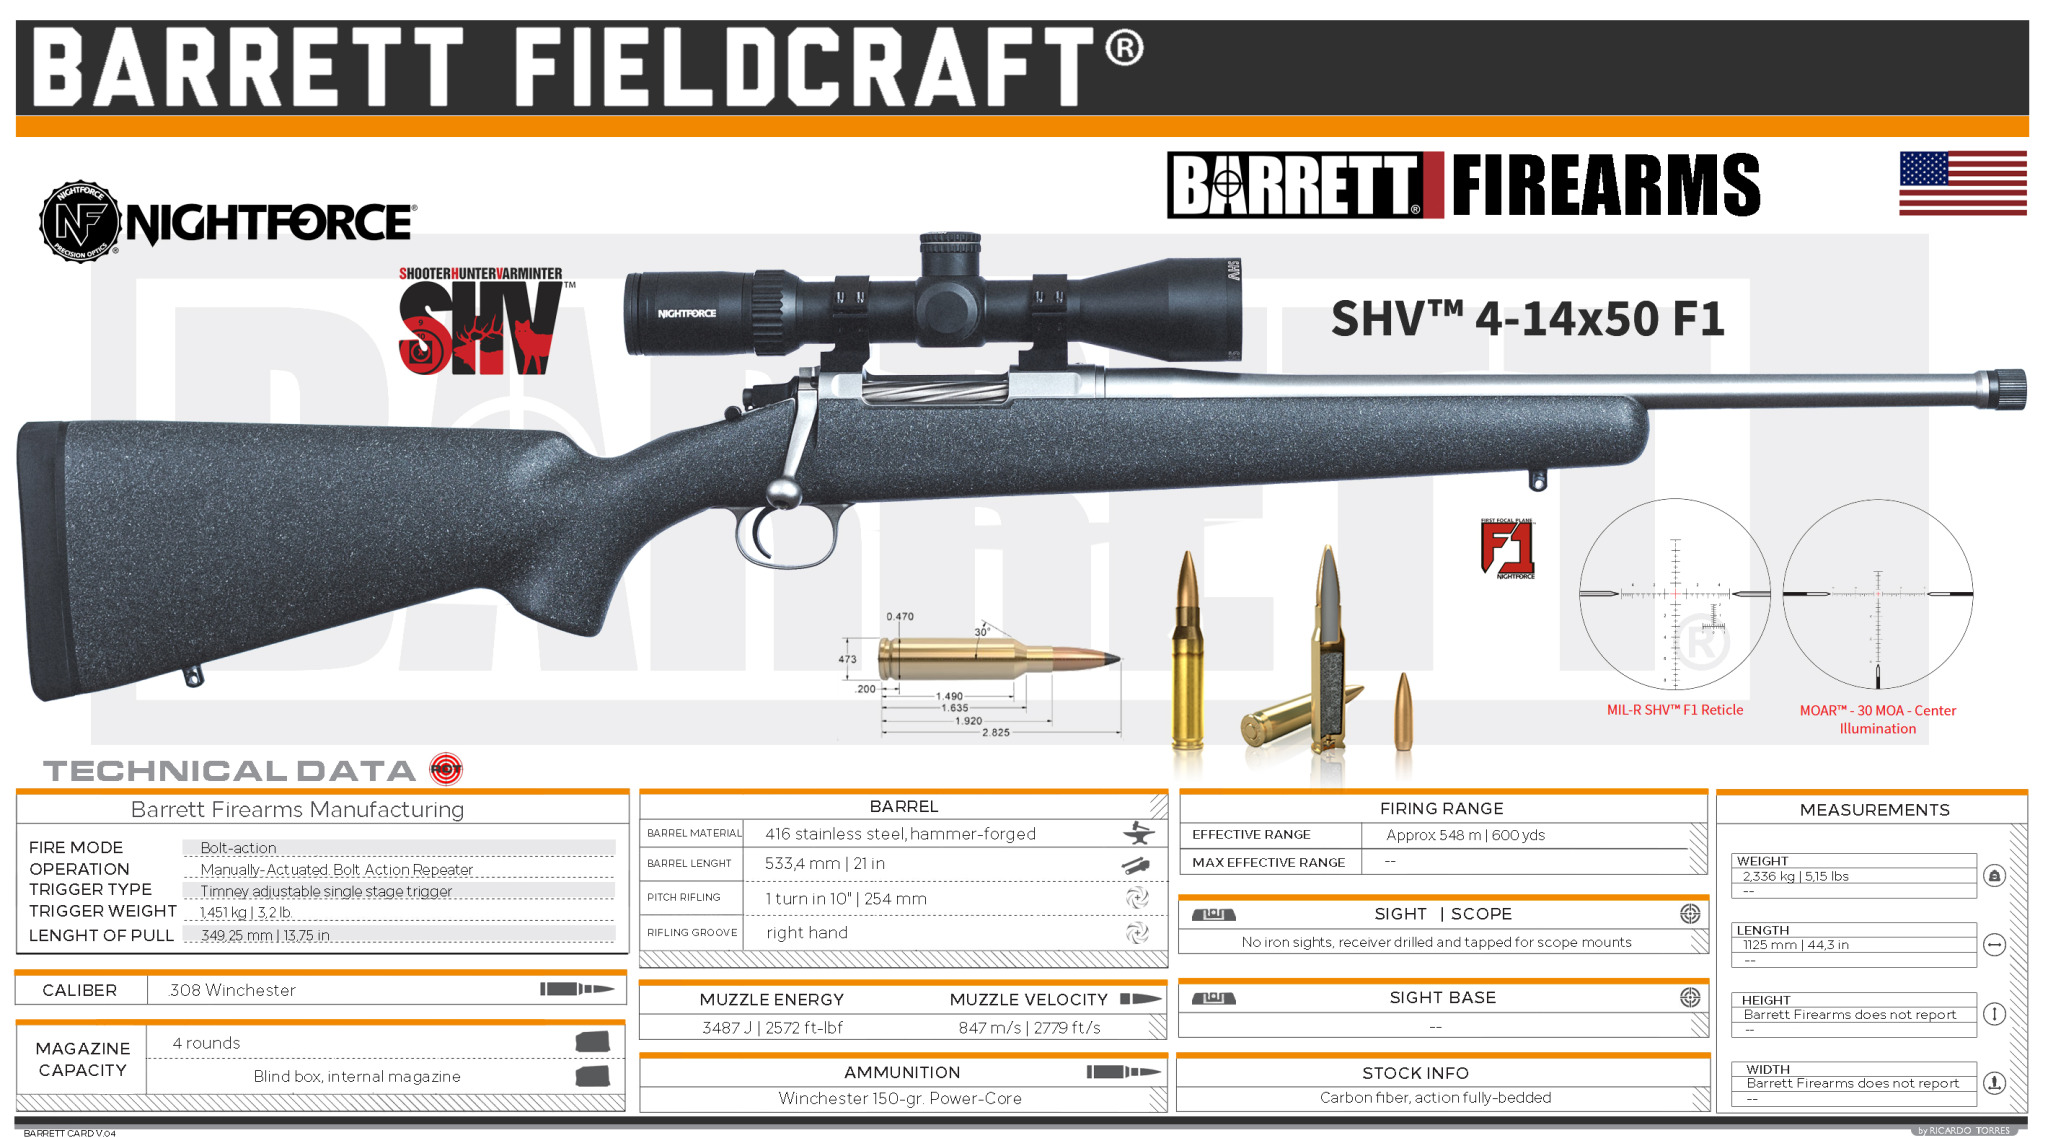 BARRETT FIELDCRAFT®
BARRETT® FIREARMS
NIGHTFORCE
NF
PRECISION OPTICS
®
NIGHTFORCE®
SHOOTERHUNTERVARMINTER
SHV™
NIGHTFORCE
SHV
SHV™ 4-14x50 F1
BARRETT
®
FIRST FOCAL PLANE
F1
NIGHTFORCE
0.470
30°
473
.200
1.490
1.635
1.920
2.825
MIL-R SHV™ F1 Reticle
MOAR™ - 30 MOA - Center
Illumination
TECHNICAL DATA
Barrett Firearms Manufacturing
FIRE MODE Bolt-action
OPERATION Manually-Actuated. Bolt Action Repeater
TRIGGER TYPE Timney adjustable single stage trigger
TRIGGER WEIGHT 1,451 kg | 3,2 lb.
LENGHT OF PULL 349,25 mm | 13,75 in
CALIBER .308 Winchester
MAGAZINE
CAPACITY
4 rounds
Blind box, internal magazine
BARREL
BARREL MATERIAL 416 stainless steel, hammer-forged
BARREL LENGHT 533,4 mm | 21 in
PITCH RIFLING 1 turn in 10" | 254 mm
RIFLING GROOVE right hand
MUZZLE ENERGY MUZZLE VELOCITY
3487 J | 2572 ft-lbf 847 m/s | 2779 ft/s
AMMUNITION
Winchester 150-gr. Power-Core
FIRING RANGE
EFFECTIVE RANGE Approx 548 m | 600 yds
MAX EFFECTIVE RANGE --
SIGHT | SCOPE
No iron sights, receiver drilled and tapped for scope mounts
SIGHT BASE
--
STOCK INFO
Carbon fiber, action fully-bedded
MEASUREMENTS
WEIGHT
2,336 kg | 5,15 lbs
--
LENGTH
1125 mm | 44,3 in
--
HEIGHT
Barrett Firearms does not report
--
WIDTH
Barrett Firearms does not report
--
BARRETT CARD V.04
by RICARDO TORRES